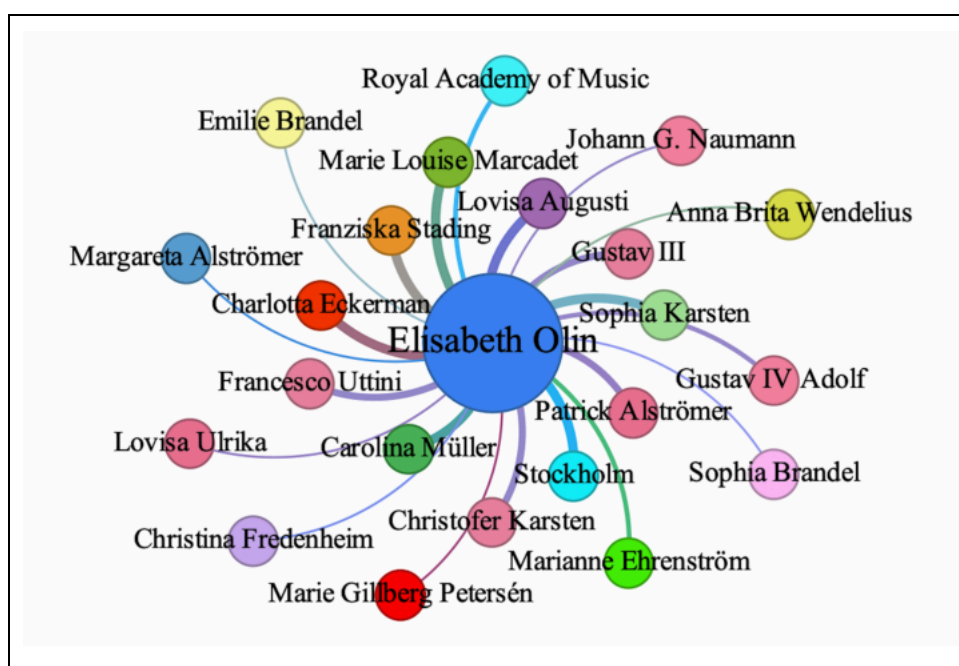 Royal Academy of Music
Emilie Brandel
Johann G. Naumann
Marie Louise Marcadet
Lovisa Augusti
Anna Brita Wendelius
Franziska Stading
Gustav III
Margareta Alströmer
Charlotta Eckerman
Sophia Karsten
Elisabeth Olin
Francesco Uttini
Gustav IV Adolf
Patrick Alströmer
Lovisa Ulrika
Carolina Müller
Stockholm
Sophia Brandel
Christofer Karsten
Christina Fredenheim
Marianne Ehrenström
Marie Gillberg Petersén